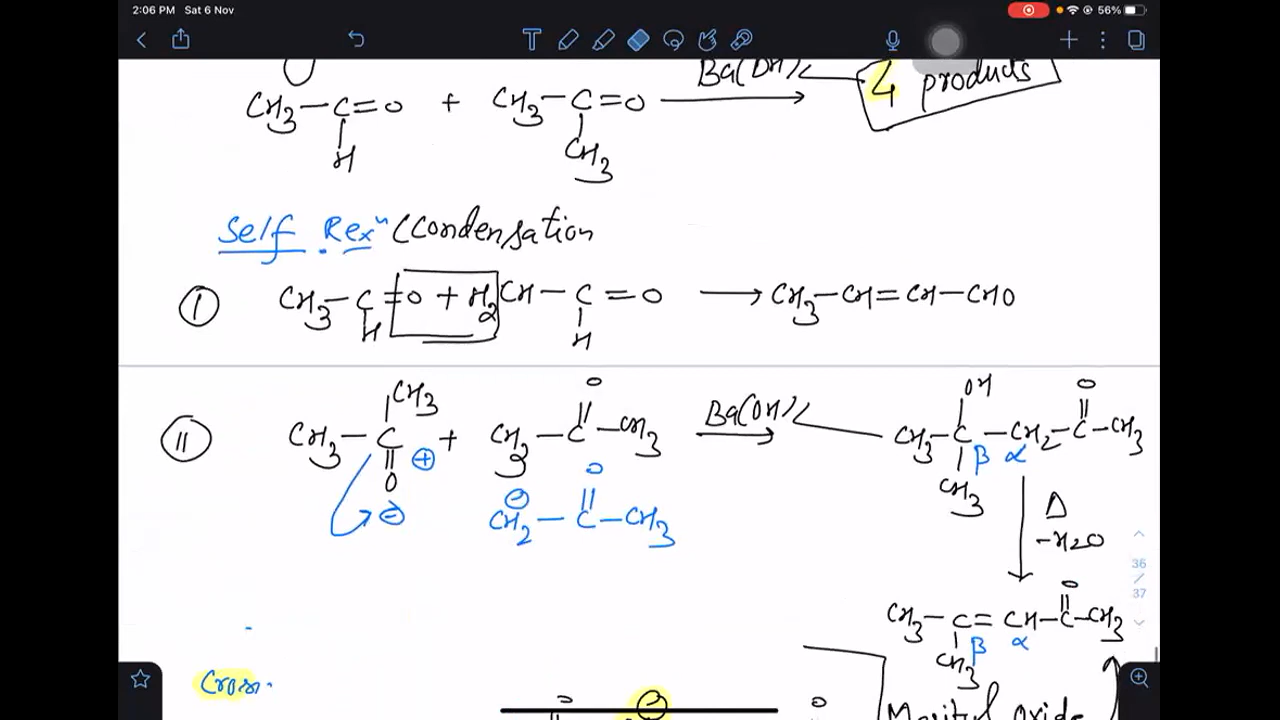 2:06 PM Sat 6 Nov 56%
Ba(OH)2
4 products
CH3-C=O + CH3-C=O
H CH3
Self Rexⁿ (Condensation
I CH3-C=O + H2CH-C=O → CH3-CH=CH-CHO
H H
CH3 O OH O
II CH3-C + CH3-C-CH3 Ba(OH)2 CH3-C-CH2-C-CH3
⊕ β α
O O CH3
⊖ ⊖ Δ
CH2-C-CH3 -H2O
36
/
37
O
CH3-C=CH-C-CH3
β α
CH3
Cross.
O ⊖ O
Mesityl oxide